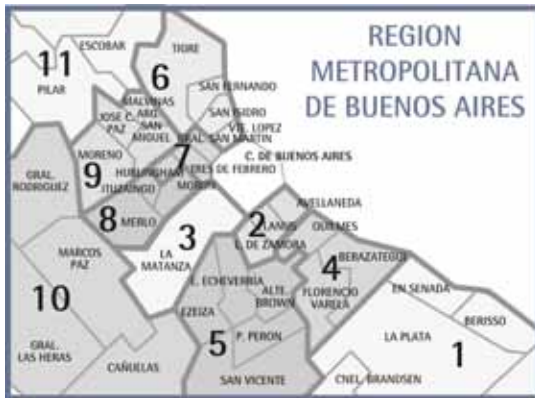 REGION
METROPOLITANA
DE BUENOS AIRES
11
ESCOBAR
PILAR
TIGRE
6
SAN FERNANDO
MALVINAS
ARG.
JOSE C.
PAZ
SAN
MIGUEL
SAN ISIDRO
VTE. LOPEZ
GRAL. SAN MARTIN
C. DE BUENOS AIRES
7
TRES DE FEBRERO
MORENO
HURLINGHAM
GRAL.
RODRIGUEZ
9
ITUZAINGO
MORON
8
MERLO
AVELLANEDA
2
LANUS
QUILMES
L. DE ZAMORA
3
LA
MATANZA
MARCOS
PAZ
BERAZATEGUI
4
E. ECHEVERRIA
FLORENCIO
VARELA
EN SENADA
10
ALTE.
BROWN
EZEIZA
BERISSO
5
P. PERON
LA PLATA
1
GRAL.
LAS HERAS
CAÑUELAS
SAN VICENTE
CNEL. BRANDSEN